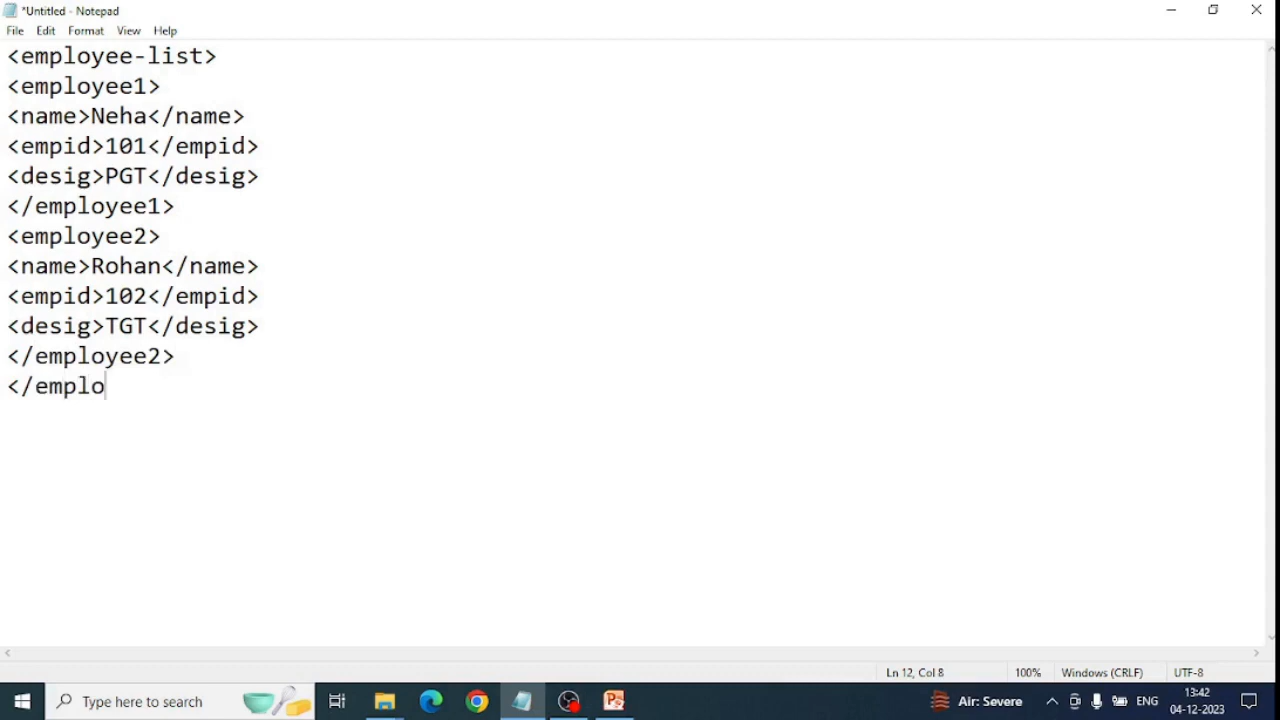 *Untitled - Notepad
File Edit Format View Help
<employee-list>
<employee1>
<name>Neha</name>
<empid>101</empid>
<desig>PGT</desig>
</employee1>
<employee2>
<name>Rohan</name>
<empid>102</empid>
<desig>TGT</desig>
</employee2>
</emplo
Ln 12, Col 8 100% Windows (CRLF) UTF-8
Type here to search Air: Severe ENG 13:42
04-12-2023